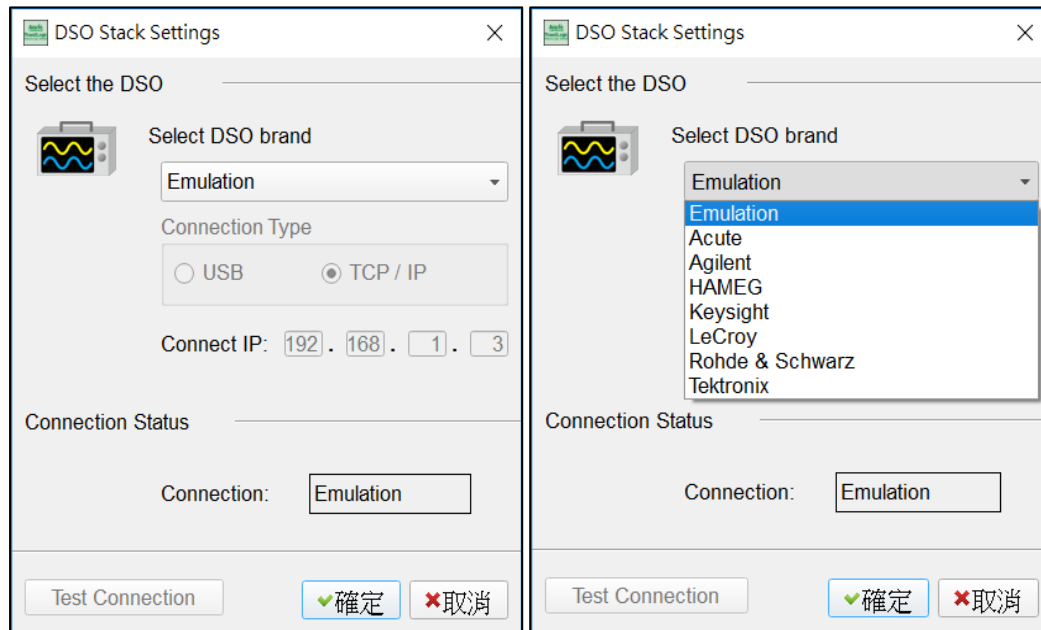 DSO Stack Settings
Select the DSO
Select DSO brand
Emulation
Connection Type
USB
TCP / IP
Connect IP: 192 . 168 . 1 . 3
Connection Status
Connection: Emulation
Test Connection
確定
取消
DSO Stack Settings
Select the DSO
Select DSO brand
Emulation
Emulation
Acute
Agilent
HAMEG
Keysight
LeCroy
Rohde & Schwarz
Tektronix
Connection Status
Connection: Emulation
Test Connection
確定
取消